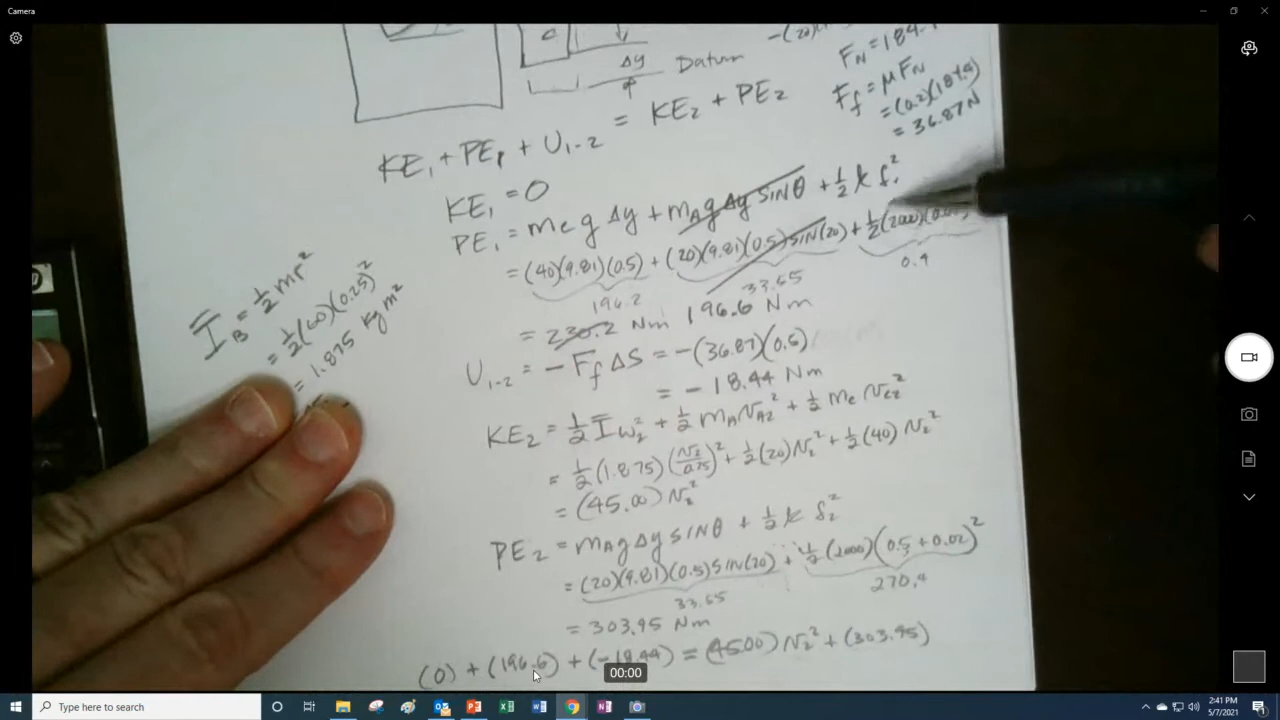 Camera
C
Δy
Datum
F_N = 184.
F_f = μ F_N
= (0.2)(184.4)
= 36.87 N
KE₁ + PE₁ + U₁₋₂ = KE₂ + PE₂
KE₁ = 0
PE₁ = m_c g Δy + m_A g Δy SIN θ + ½ k δ₁²
= (40)(9.81)(0.5) + (20)(9.81)(0.5) sin(20) + ½(2000)(0.0
196.2 33.55 0.4
= 230.2 Nm 196.6 Nm
Ī_B = ½ m r²
= ½(60)(0.25)²
= 1.875 kg m²
U₁₋₂ = - F_f ΔS = -(36.87)(0.5)
= - 18.44 Nm
KE₂ = ½ Ī ω₂² + ½ m_A v_A2² + ½ m_c v_c2²
= ½(1.875)(v₂/0.25)² + ½(20) v₂² + ½(40) v₂²
= (45.00) v₂²
PE₂ = m_A g Δy SIN θ + ½ k δ₂²
= (20)(9.81)(0.5) SIN(20) + ½(2000)(0.5 + 0.02)²
33.55 270.4
= 303.95 Nm
(0) + (196.6) + (-18.44) = (45.00) v₂² + (303.95)
00:00
Type here to search
2:41 PM
5/7/2021